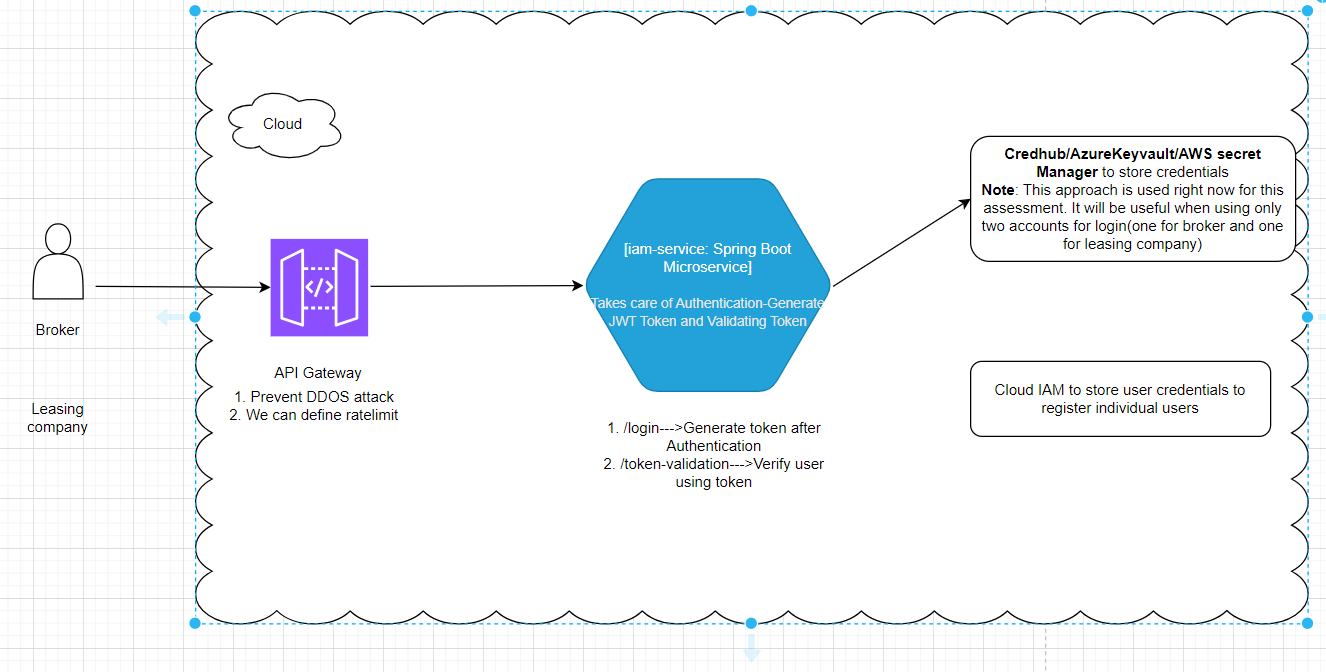 Cloud
Credhub/AzureKeyvault/AWS secret
Manager to store credentials
Note: This approach is used right now for this
assessment. It will be useful when using only
two accounts for login(one for broker and one
for leasing company)
[iam-service: Spring Boot
Microservice]
Takes care of Authentication-Generate
JWT Token and Validating Token
</>
Broker
API Gateway
1. Prevent DDOS attack
2. We can define ratelimit
Leasing
company
Cloud IAM to store user credentials to
register individual users
1. /login--->Generate token after
Authentication
2. /token-validation--->Verify user
using token